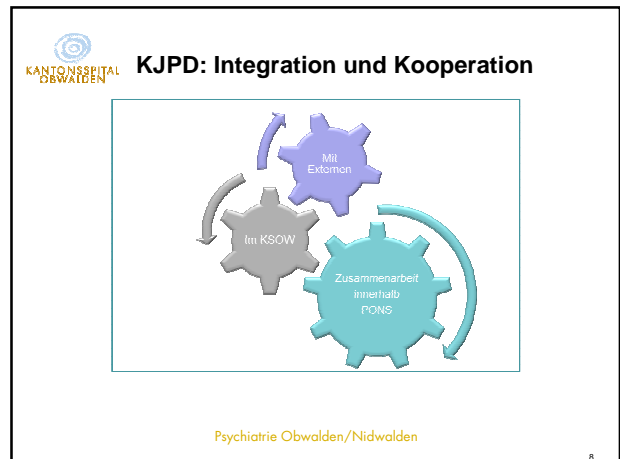 KANTONSSPITAL
OBWALDEN
KJPD: Integration und Kooperation
Mit
Externen
Im KSOW
Zusammenarbeit
innerhalb
PONS
Psychiatrie Obwalden/Nidwalden
8